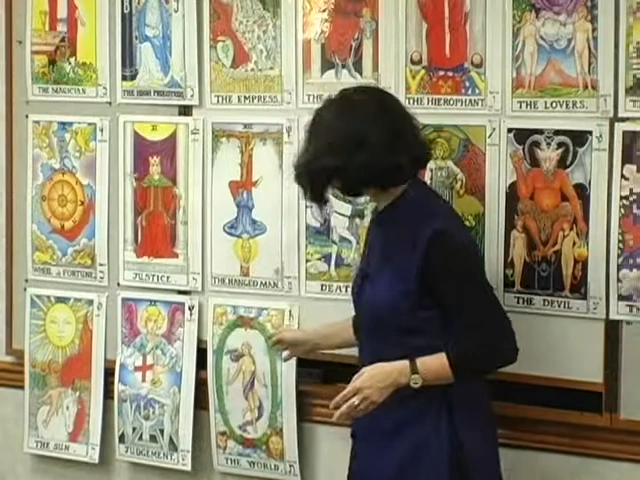 THE MAGICIAN.
THE HIGH PRIESTESS
THE EMPRESS.
THE HIEROPHANT
THE LOVERS.
WHEEL of FORTUNE.
XI
JUSTICE.
THE HANGED MAN.
DEATH
THE DEVIL
THE SUN
JUDGEMENT.
THE WORLD.